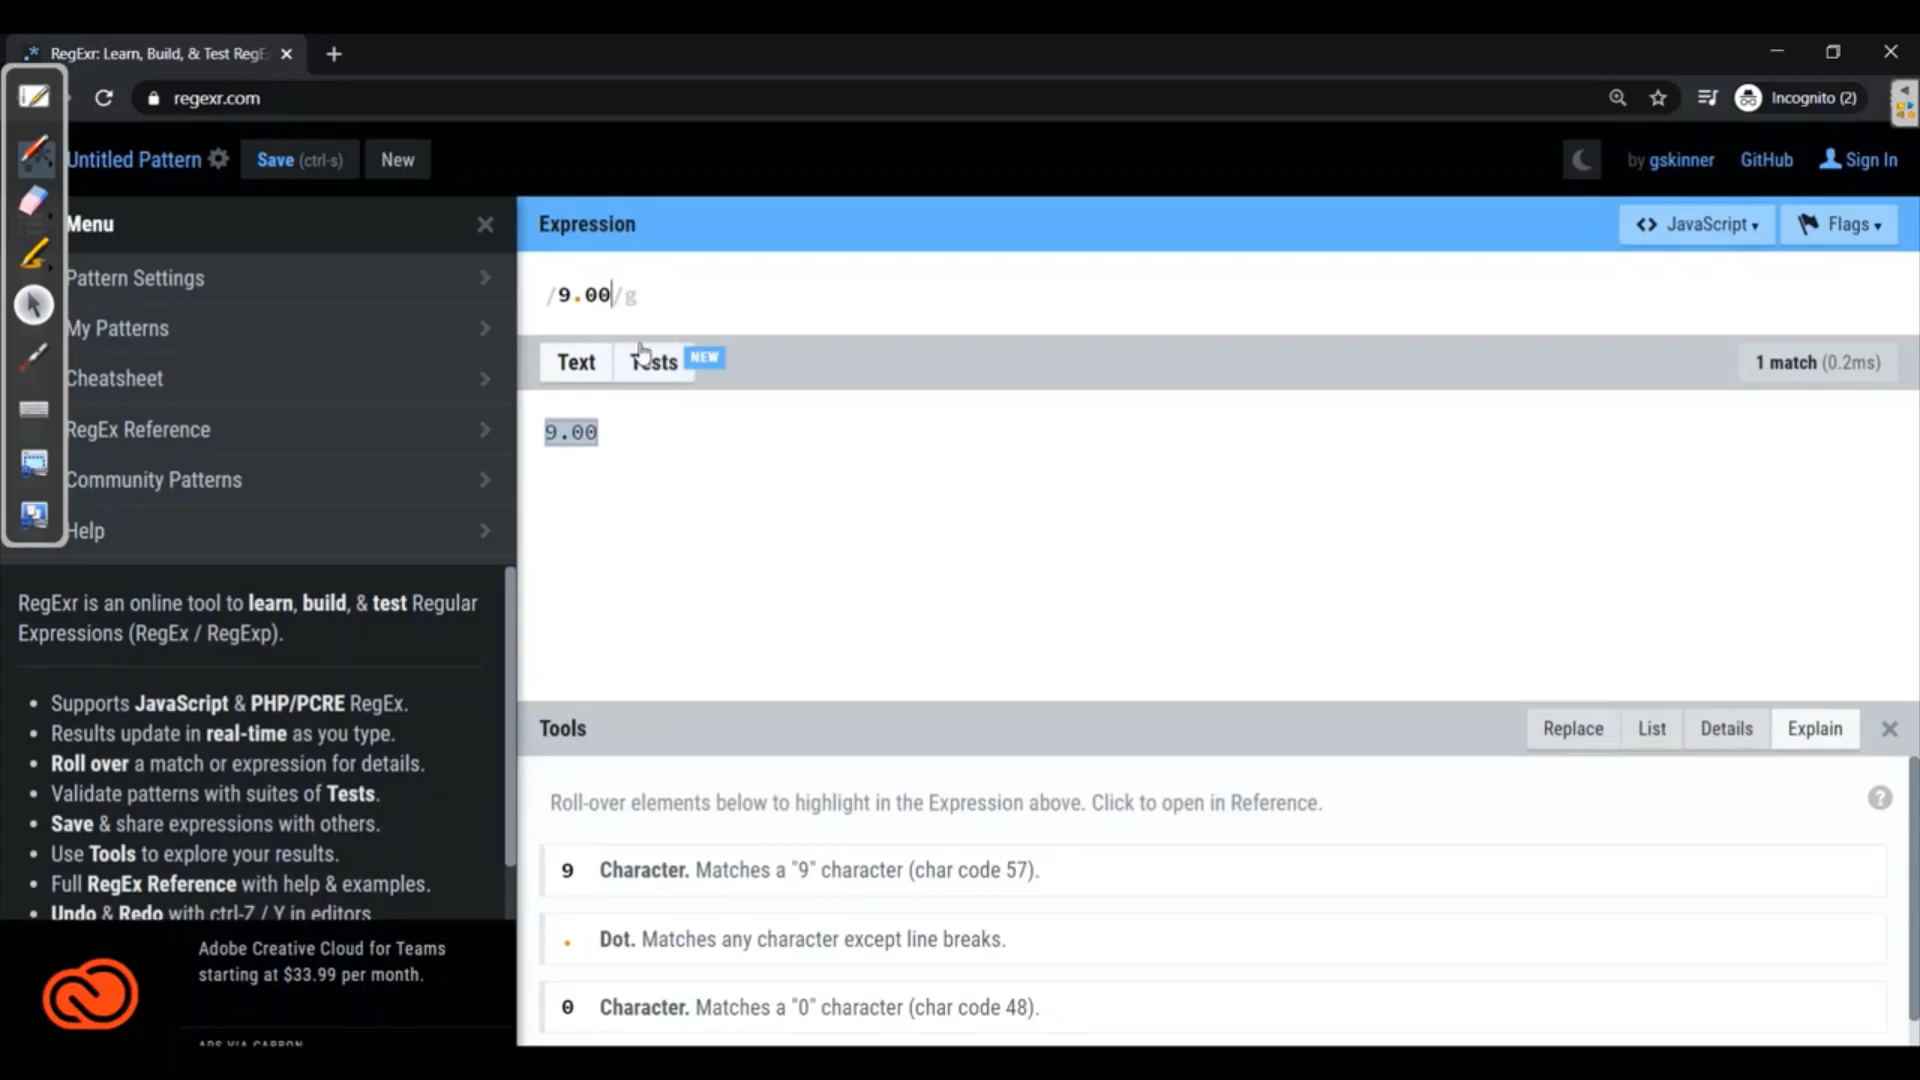 RegExr: Learn, Build, & Test RegE
regexr.com
Incognito (2)
Untitled Pattern
Save (ctrl-s)
New
by gskinner
GitHub
Sign In
Menu
Pattern Settings
My Patterns
Cheatsheet
RegEx Reference
Community Patterns
Help
RegExr is an online tool to learn, build, & test Regular
Expressions (RegEx / RegExp).
• Supports JavaScript & PHP/PCRE RegEx.
• Results update in real-time as you type.
• Roll over a match or expression for details.
• Validate patterns with suites of Tests.
• Save & share expressions with others.
• Use Tools to explore your results.
• Full RegEx Reference with help & examples.
• Undo & Redo with ctrl-Z / Y in editors
Adobe Creative Cloud for Teams
starting at $33.99 per month.
ADS VIA CARBON
Expression
<> JavaScript
Flags
/9.00/g
Text
Tests
NEW
1 match (0.2ms)
9.00
Tools
Replace
List
Details
Explain
Roll-over elements below to highlight in the Expression above. Click to open in Reference.
?
9 Character. Matches a "9" character (char code 57).
. Dot. Matches any character except line breaks.
0 Character. Matches a "0" character (char code 48).